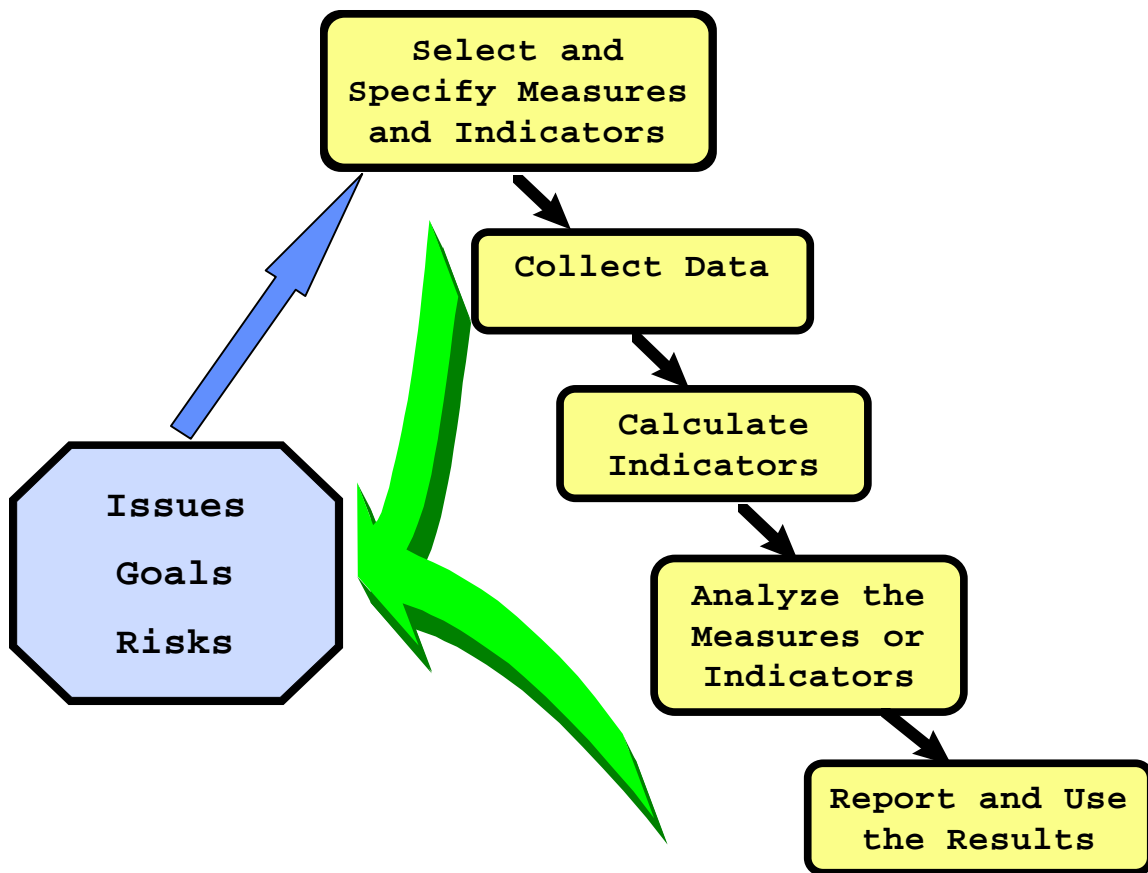 Select and
Specify Measures
and Indicators
Collect Data
Calculate
Indicators
Issues
Goals
Risks
Analyze the
Measures or
Indicators
Report and Use
the Results